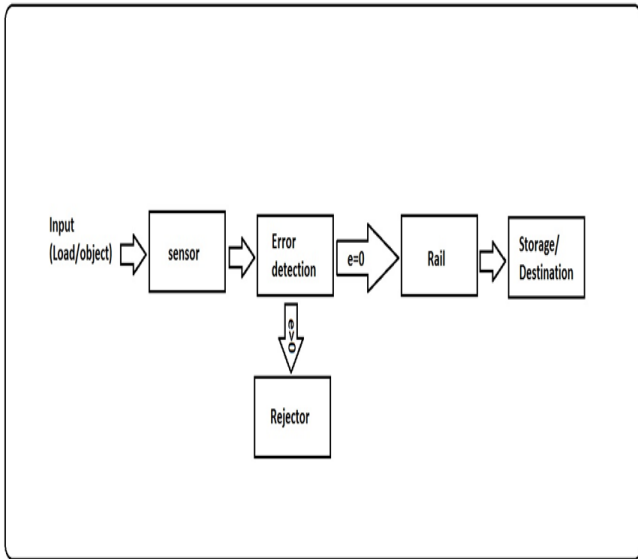 Input
(Load/object)
sensor
Error
detection
e=0
Rail
Storage/
Destination
e>0
Rejector